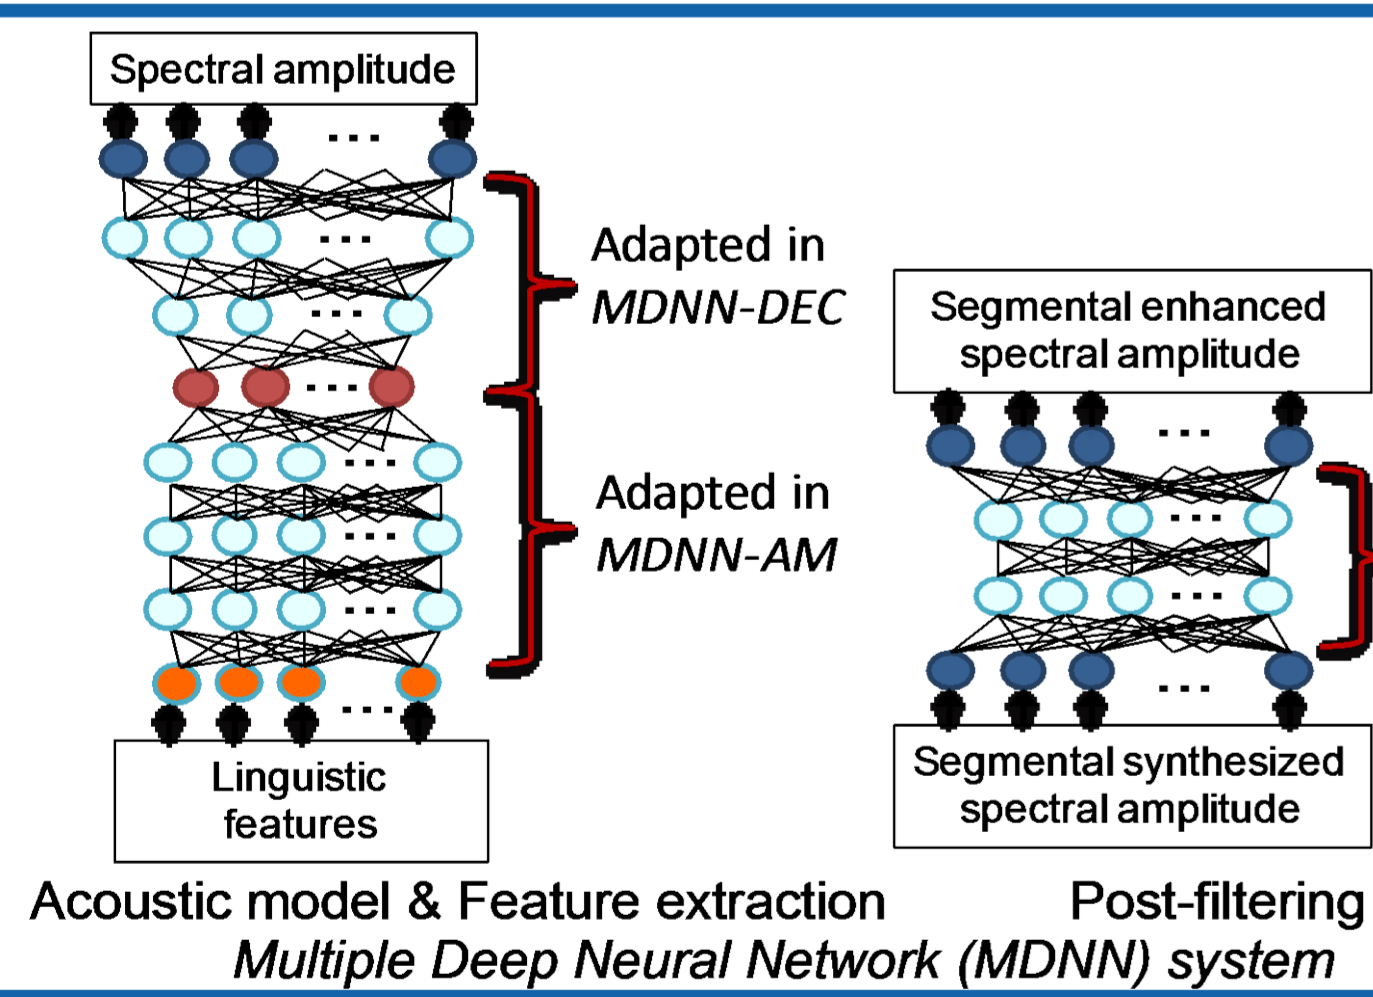 Spectral amplitude
Adapted in
MDNN-DEC
Adapted in
MDNN-AM
Linguistic
features
Segmental enhanced
spectral amplitude
Segmental synthesized
spectral amplitude
Acoustic model & Feature extraction
Post-filtering
Multiple Deep Neural Network (MDNN) system